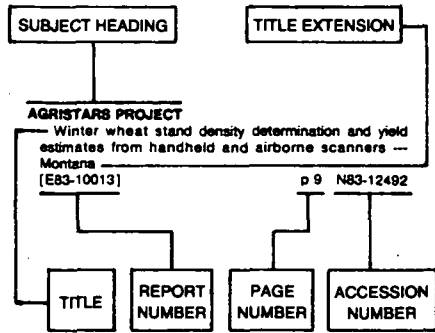 SUBJECT HEADING
TITLE EXTENSION
AGRISTARS PROJECT
Winter wheat stand density determination and yield
estimates from handheld and airborne scanners ---
Montana
[E83-10013] p 9 N83-12492
TITLE
REPORT
NUMBER
PAGE
NUMBER
ACCESSION
NUMBER